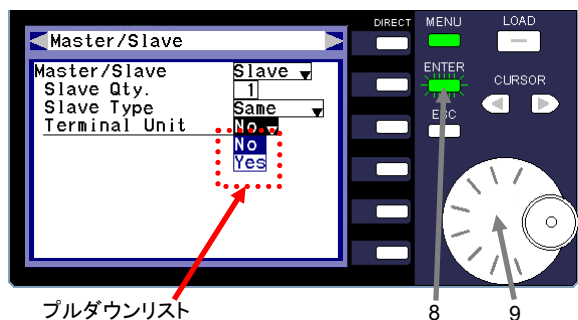 DIRECT MENU LOAD
Master/Slave
ENTER
CURSOR
ESC
Master/Slave Slave
Slave Qty. 1
Slave Type Same
Terminal Unit No
No
Yes
プルダウンリスト
8 9